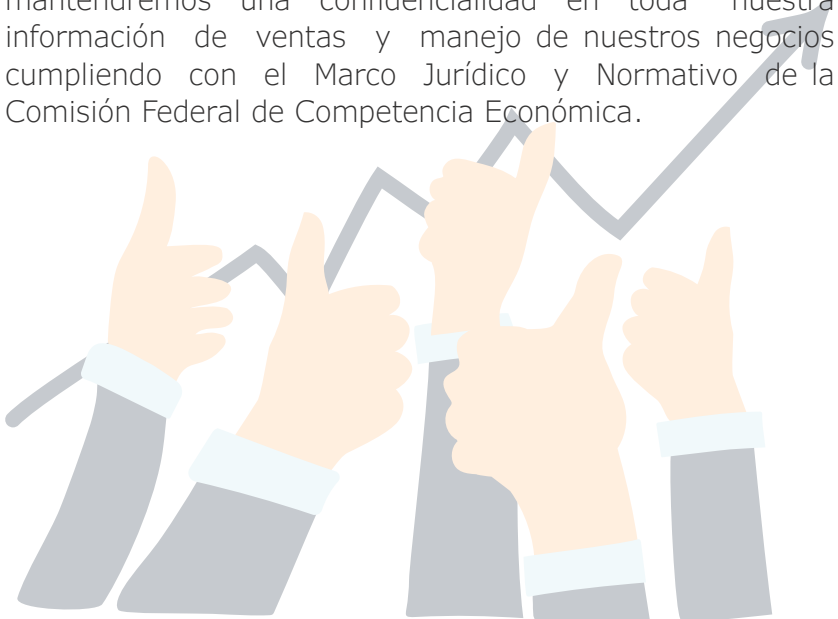 mantendremos una confidencialidad en toda nuestra
información de ventas y manejo de nuestros negocios
cumpliendo con el Marco Jurídico y Normativo de la
Comisión Federal de Competencia Económica.